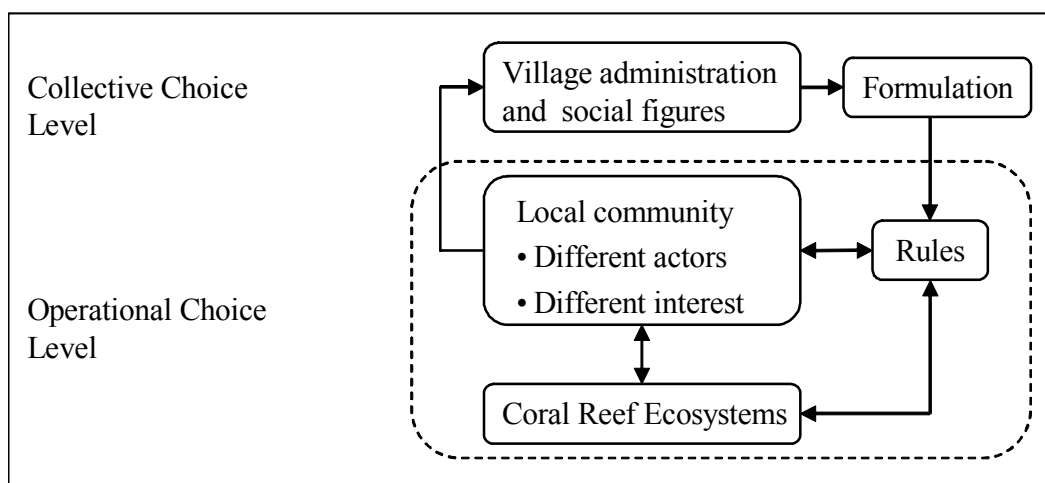 Collective Choice
Level
Village administration
and social figures
Formulation
Local community
• Different actors
• Different interest
Rules
Operational Choice
Level
Coral Reef Ecosystems